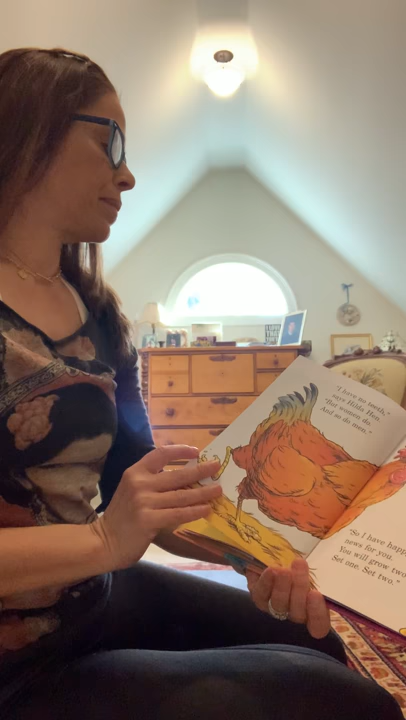 "I have no teeth,"
says Hilda Hen.
"But women do.
And so do men."
"So I have happ
news for you.
You will grow two
Set one. Set two."